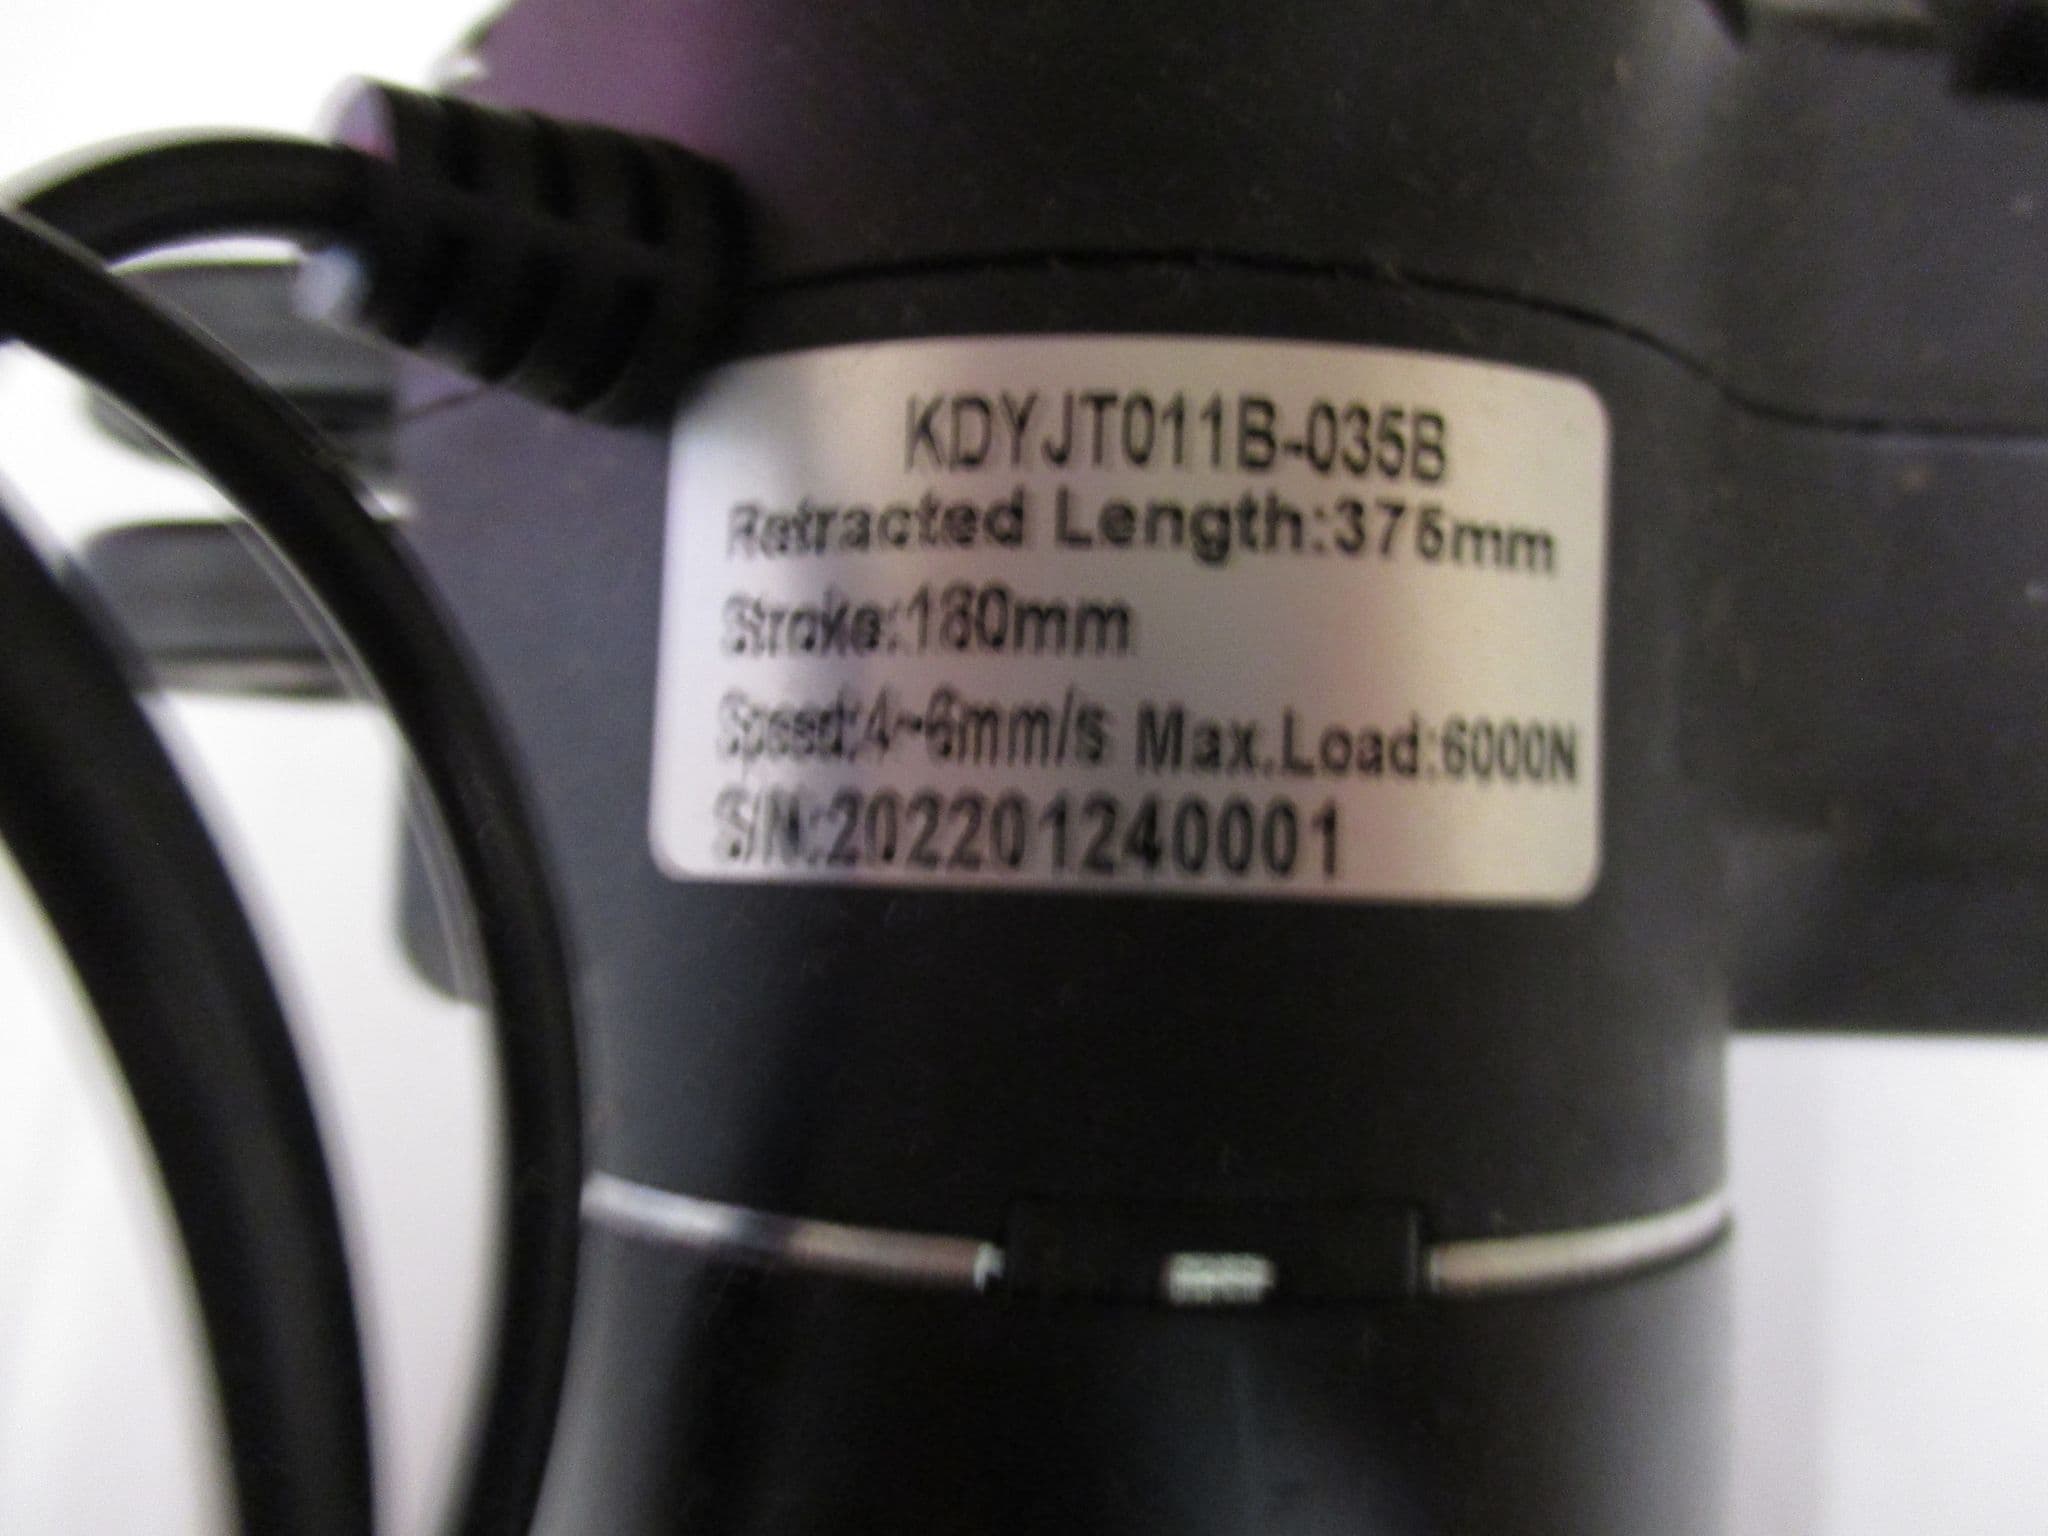 KDYJT011B-035B
Retracted Length:375mm
Stroke:180mm
Speed:4~6mm/s Max.Load:6000N
S/N:202201240001